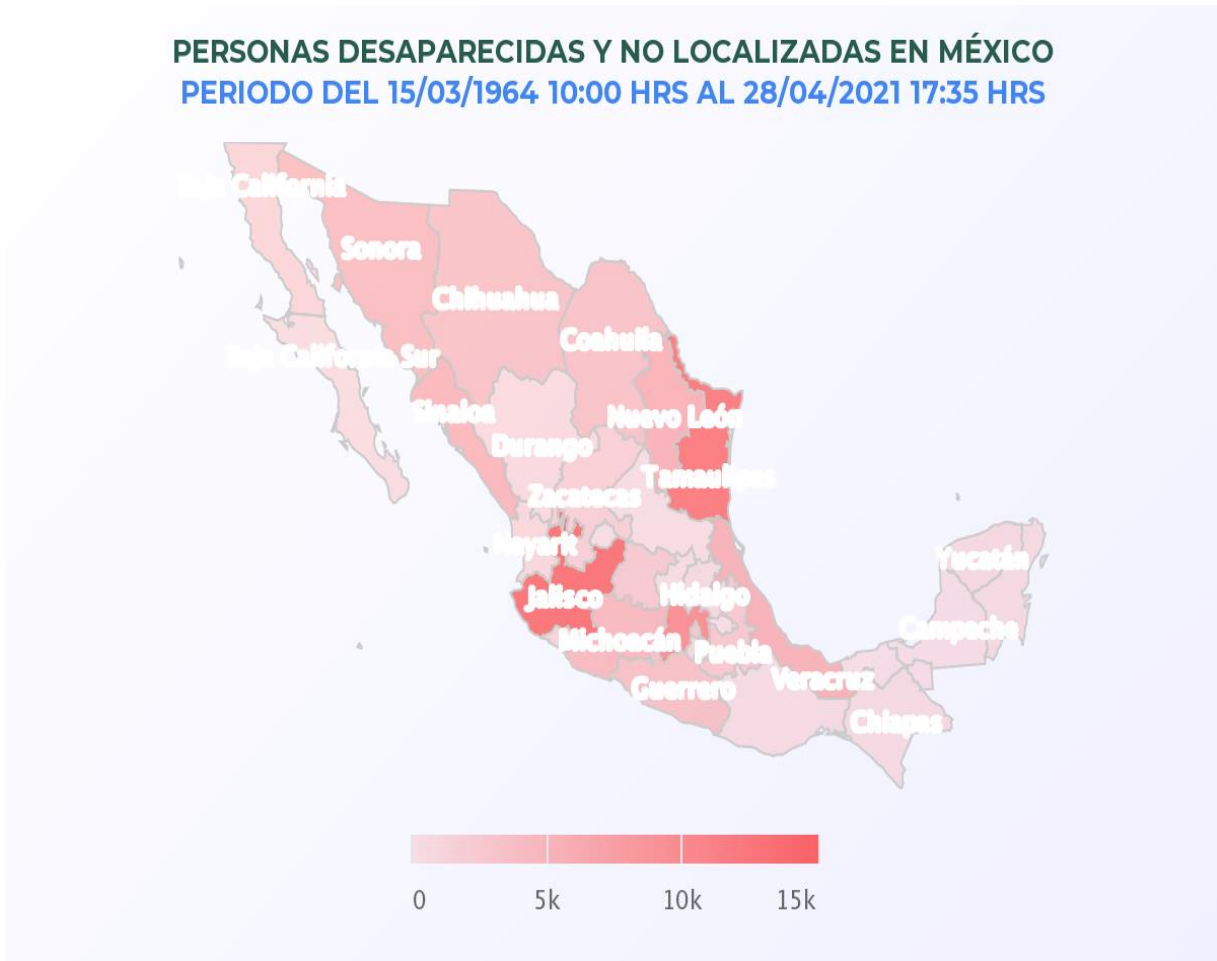 PERSONAS DESAPARECIDAS Y NO LOCALIZADAS EN MÉXICO
PERIODO DEL 15/03/1964 10:00 HRS AL 28/04/2021 17:35 HRS
Baja California
Sonora
Chihuahua
Coahuila
Baja California Sur
Sinaloa
Nuevo León
Durango
Tamaulipas
Zacatecas
Nayarit
Yucatán
Jalisco
Hidalgo
Campeche
Michoacán
Puebla
Veracruz
Guerrero
Chiapas
0 5k 10k 15k